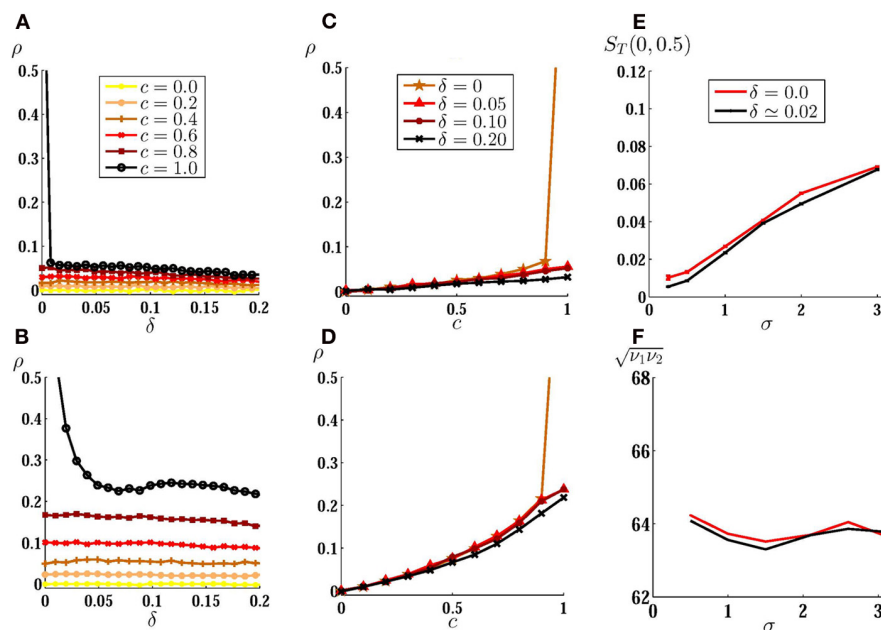 A
ρ
0.5
0.4
0.3
0.2
0.1
0
c = 0.0
c = 0.2
c = 0.4
c = 0.6
c = 0.8
c = 1.0
0 0.05 0.1 0.15 0.2
δ
B
ρ
0.5
0.4
0.3
0.2
0.1
0
0 0.05 0.1 0.15 0.2
δ
C
ρ
0.5
0.4
0.3
0.2
0.1
0
δ = 0
δ = 0.05
δ = 0.10
δ = 0.20
0 0.5 1
c
D
ρ
0.5
0.4
0.3
0.2
0.1
0
0 0.5 1
c
E
S_T(0, 0.5)
0.12
0.1
0.08
0.06
0.04
0.02
0
δ = 0.0
δ ≃ 0.02
0 1 2 3
σ
F
√ν₁ν₂
68
66
64
62
0 1 2 3
σ